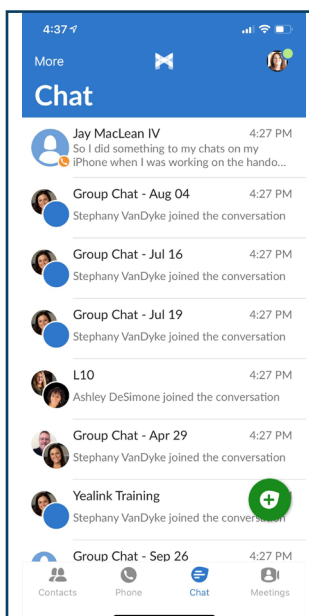 4:37
More
Chat
Jay MacLean IV 4:27 PM
So I did something to my chats on my
iPhone when I was working on the hando...
Group Chat - Aug 04 4:27 PM
Stephany VanDyke joined the conversation
Group Chat - Jul 16 4:27 PM
Stephany VanDyke joined the conversation
Group Chat - Jul 19 4:27 PM
Stephany VanDyke joined the conversation
L10 4:27 PM
Ashley DeSimone joined the conversation
Group Chat - Apr 29 4:27 PM
Stephany VanDyke joined the conversation
Yealink Training
Stephany VanDyke joined the conversation
Group Chat - Sep 26 4:27 PM
Contacts Phone Chat Meetings